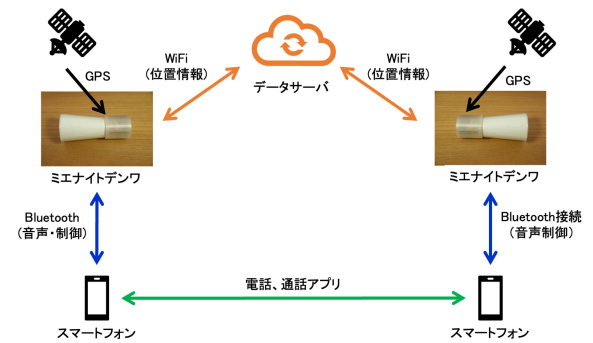 WiFi
(位置情報)
WiFi
(位置情報)
GPS
データサーバ
GPS
ミエナイトデンワ
ミエナイトデンワ
Bluetooth
(音声・制御)
Bluetooth接続
(音声制御)
電話、通話アプリ
スマートフォン
スマートフォン